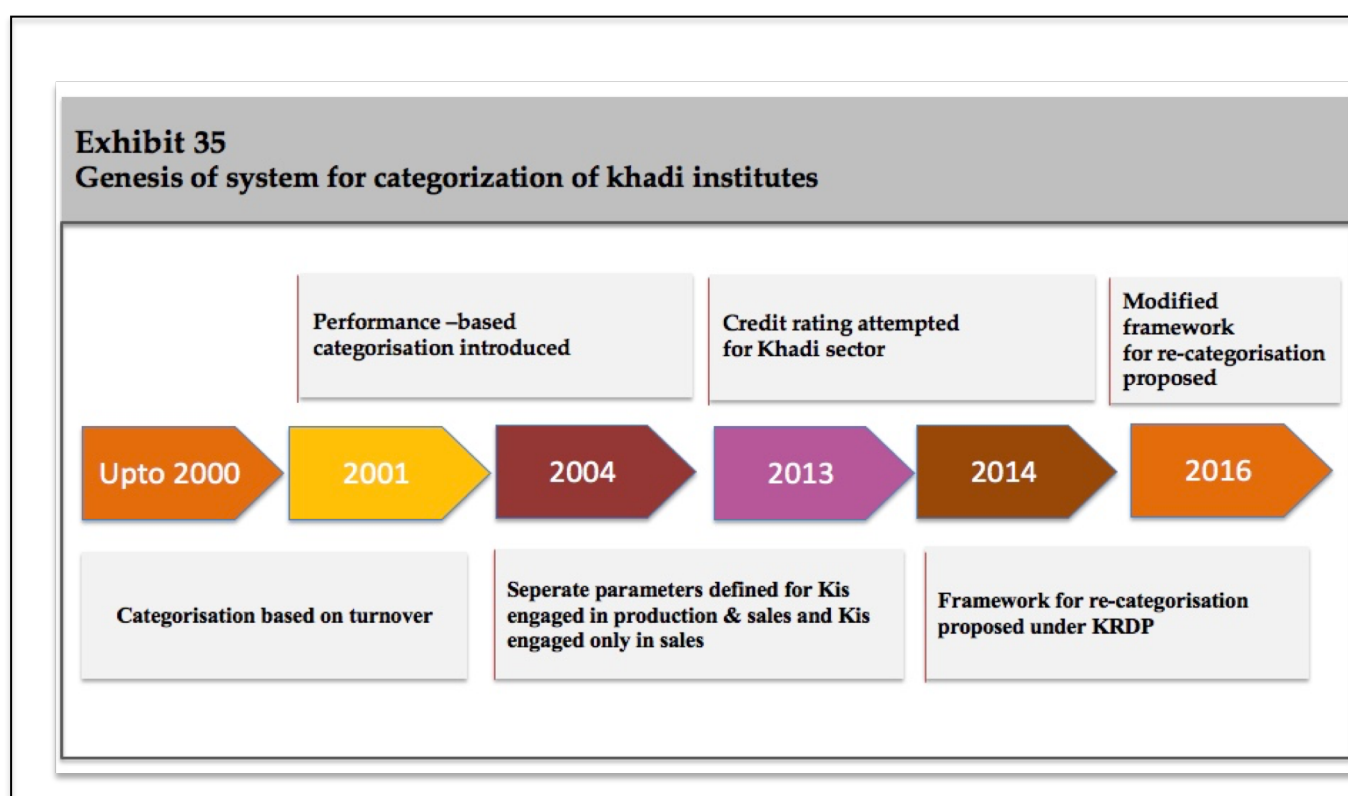 Exhibit 35
Genesis of system for categorization of khadi institutes
Performance –based
categorisation introduced
Credit rating attempted
for Khadi sector
Modified
framework
for re-categorisation
proposed
Upto 2000
2001
2004
2013
2014
2016
Categorisation based on turnover
Seperate parameters defined for Kis
engaged in production & sales and Kis
engaged only in sales
Framework for re-categorisation
proposed under KRDP